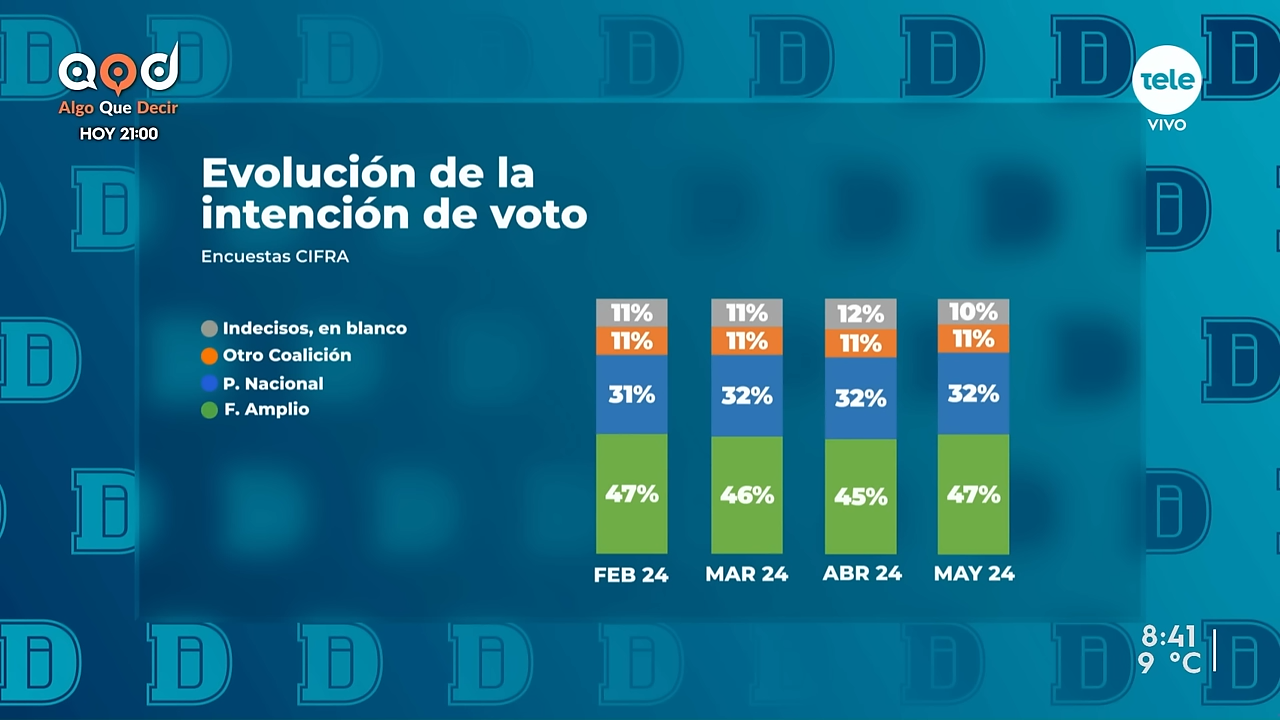 aqd
Algo Que Decir
HOY 21:00
tele
VIVO
Evolución de la
intención de voto
Encuestas CIFRA
Indecisos, en blanco
Otro Coalición
P. Nacional
F. Amplio
11% 11% 12% 10%
11% 11% 11% 11%
31% 32% 32% 32%
47% 46% 45% 47%
FEB 24 MAR 24 ABR 24 MAY 24
8:41
9 °C